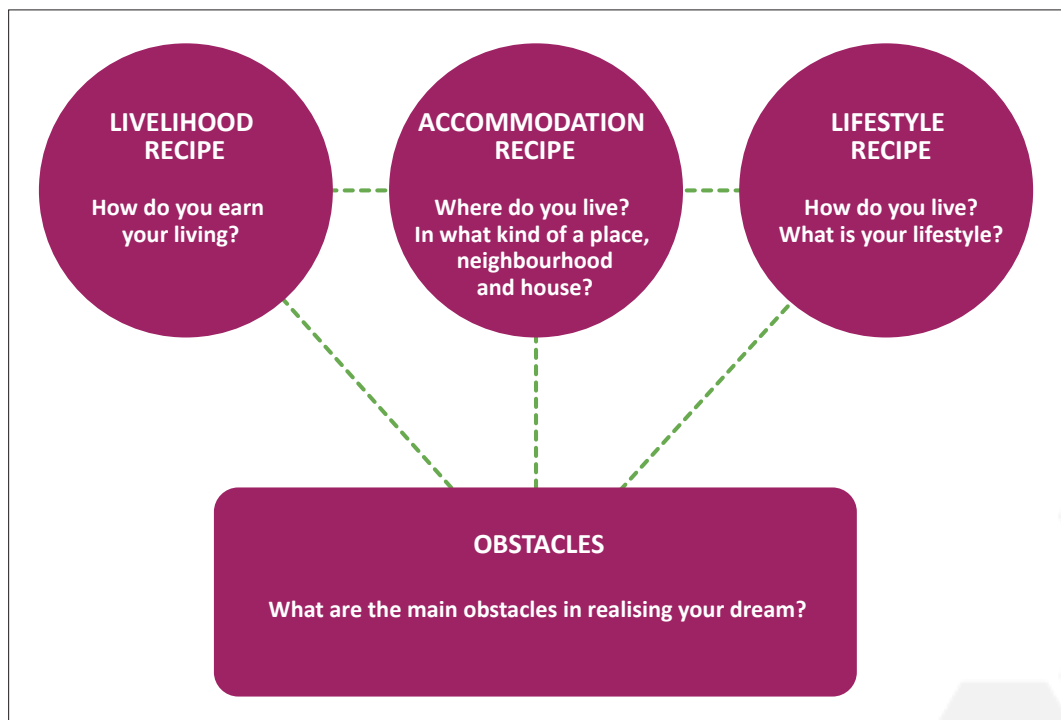 LIVELIHOOD
RECIPE
How do you earn
your living?
ACCOMMODATION
RECIPE
Where do you live?
In what kind of a place,
neighbourhood
and house?
LIFESTYLE
RECIPE
How do you live?
What is your lifestyle?
OBSTACLES
What are the main obstacles in realising your dream?